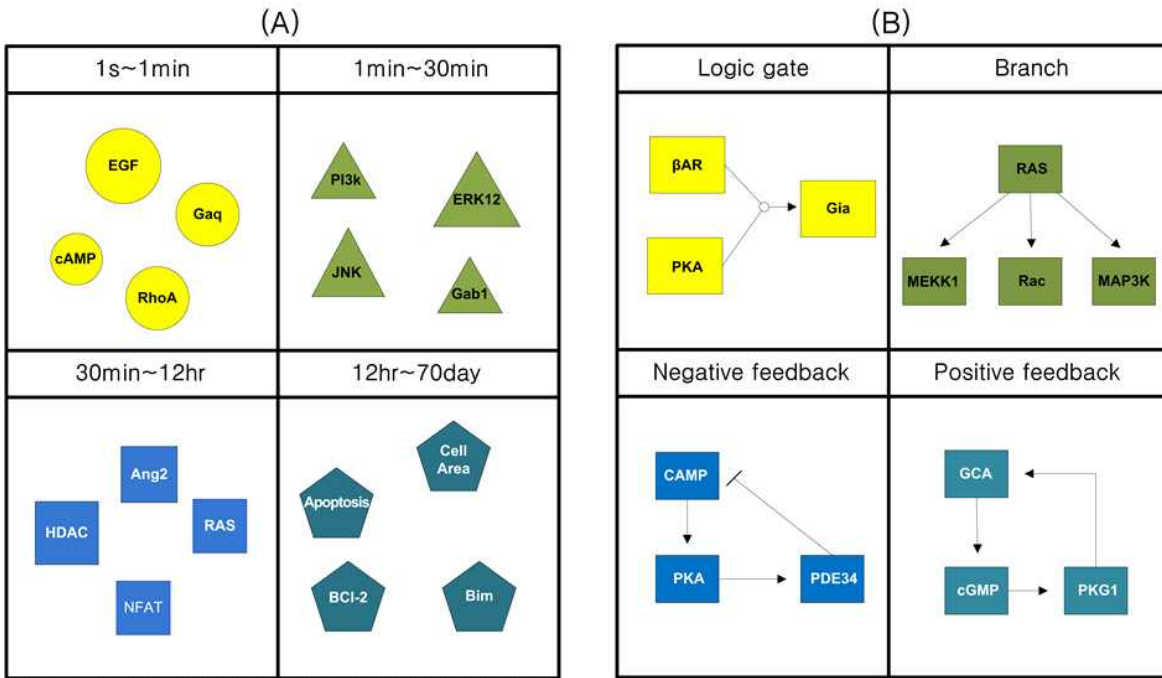 (A)
1s~1min
1min~30min
EGF
Gaq
cAMP
RhoA
PI3k
ERK12
JNK
Gab1
30min~12hr
12hr~70day
Ang2
HDAC
RAS
NFAT
Cell
Area
Apoptosis
BCl-2
Bim
(B)
Logic gate
Branch
βAR
Gia
PKA
RAS
MEKK1
Rac
MAP3K
Negative feedback
Positive feedback
CAMP
PKA
PDE34
GCA
cGMP
PKG1